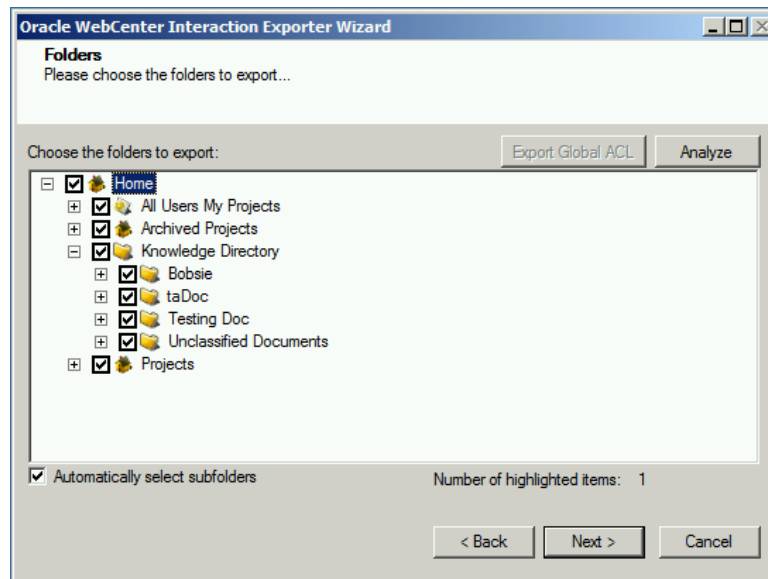 Oracle WebCenter Interaction Exporter Wizard
Folders
Please choose the folders to export...
Choose the folders to export:
Export Global ACL
Analyze
Home
All Users My Projects
Archived Projects
Knowledge Directory
Bobsie
taDoc
Testing Doc
Unclassified Documents
Projects
Automatically select subfolders
Number of highlighted items: 1
< Back
Next >
Cancel